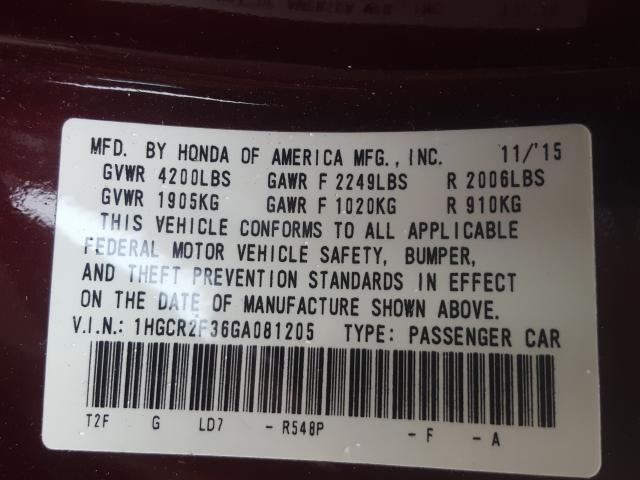 MFD. BY HONDA OF AMERICA MFG., INC. 11/'15
GVWR 4200LBS GAWR F 2249LBS R 2006LBS
GVWR 1905KG GAWR F 1020KG R 910KG
THIS VEHICLE CONFORMS TO ALL APPLICABLE
FEDERAL MOTOR VEHICLE SAFETY, BUMPER,
AND THEFT PREVENTION STANDARDS IN EFFECT
ON THE DATE OF MANUFACTURE SHOWN ABOVE.
V.I.N.: 1HGCR2F36GA081205 TYPE: PASSENGER CAR
T2F G LD7 - R548P - F - A